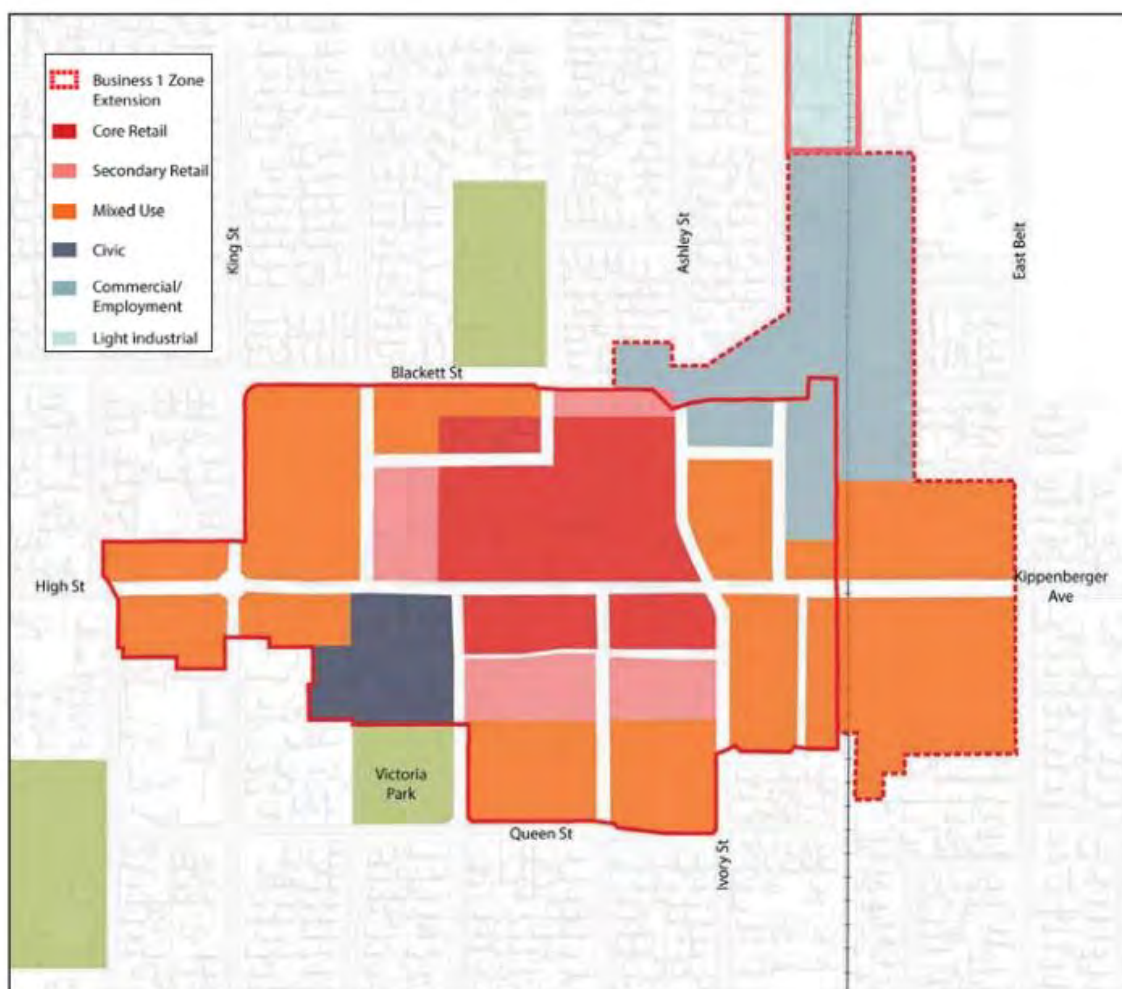 Business 1 Zone
Extension
Core Retail
Secondary Retail
Mixed Use
Civic
Commercial/
Employment
Light industrial
King St
Ashley St
East Belt
Blackett St
High St
Kippenberger
Ave
Victoria
Park
Queen St
Ivory St